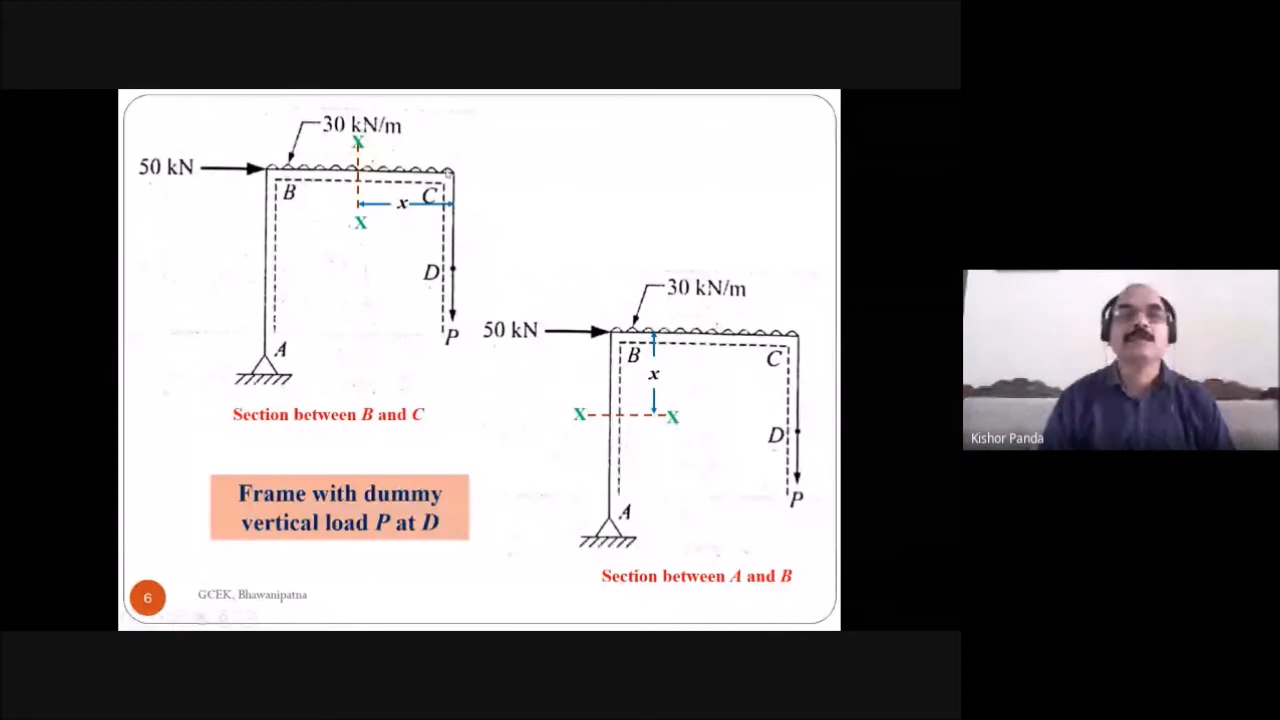 30 kN/m
X
50 kN
B
C
x
X
D
P
A
Section between B and C
30 kN/m
50 kN
B
C
x
X
X
D
P
A
Section between A and B
Frame with dummy
vertical load P at D
6
GCEK, Bhawanipatna
Kishor Panda